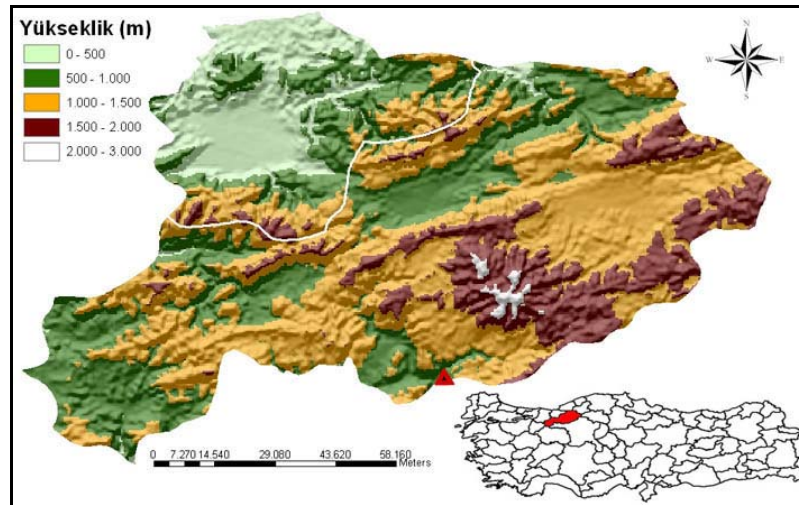 Yükseklik (m)
0 - 500
500 - 1.000
1.000 - 1.500
1.500 - 2.000
2.000 - 3.000
N
W E
S
0 7.270 14.540 29.080 43.620 58.160
Meters